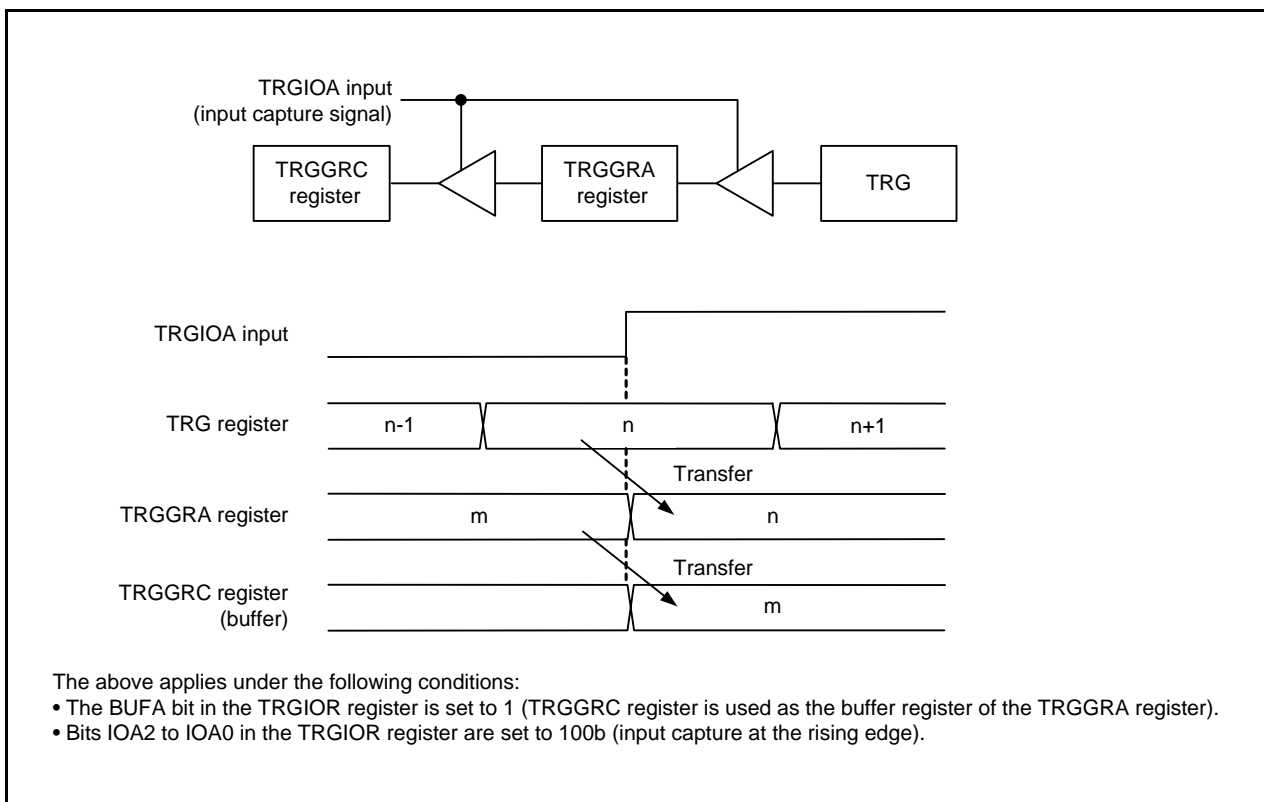 TRGIOA input
(input capture signal)
TRGGRC
register
TRGGRA
register
TRG
TRGIOA input
TRG register
n-1
n
n+1
Transfer
TRGGRA register
m
n
Transfer
TRGGRC register
(buffer)
m
The above applies under the following conditions:
• The BUFA bit in the TRGIOR register is set to 1 (TRGGRC register is used as the buffer register of the TRGGRA register).
• Bits IOA2 to IOA0 in the TRGIOR register are set to 100b (input capture at the rising edge).